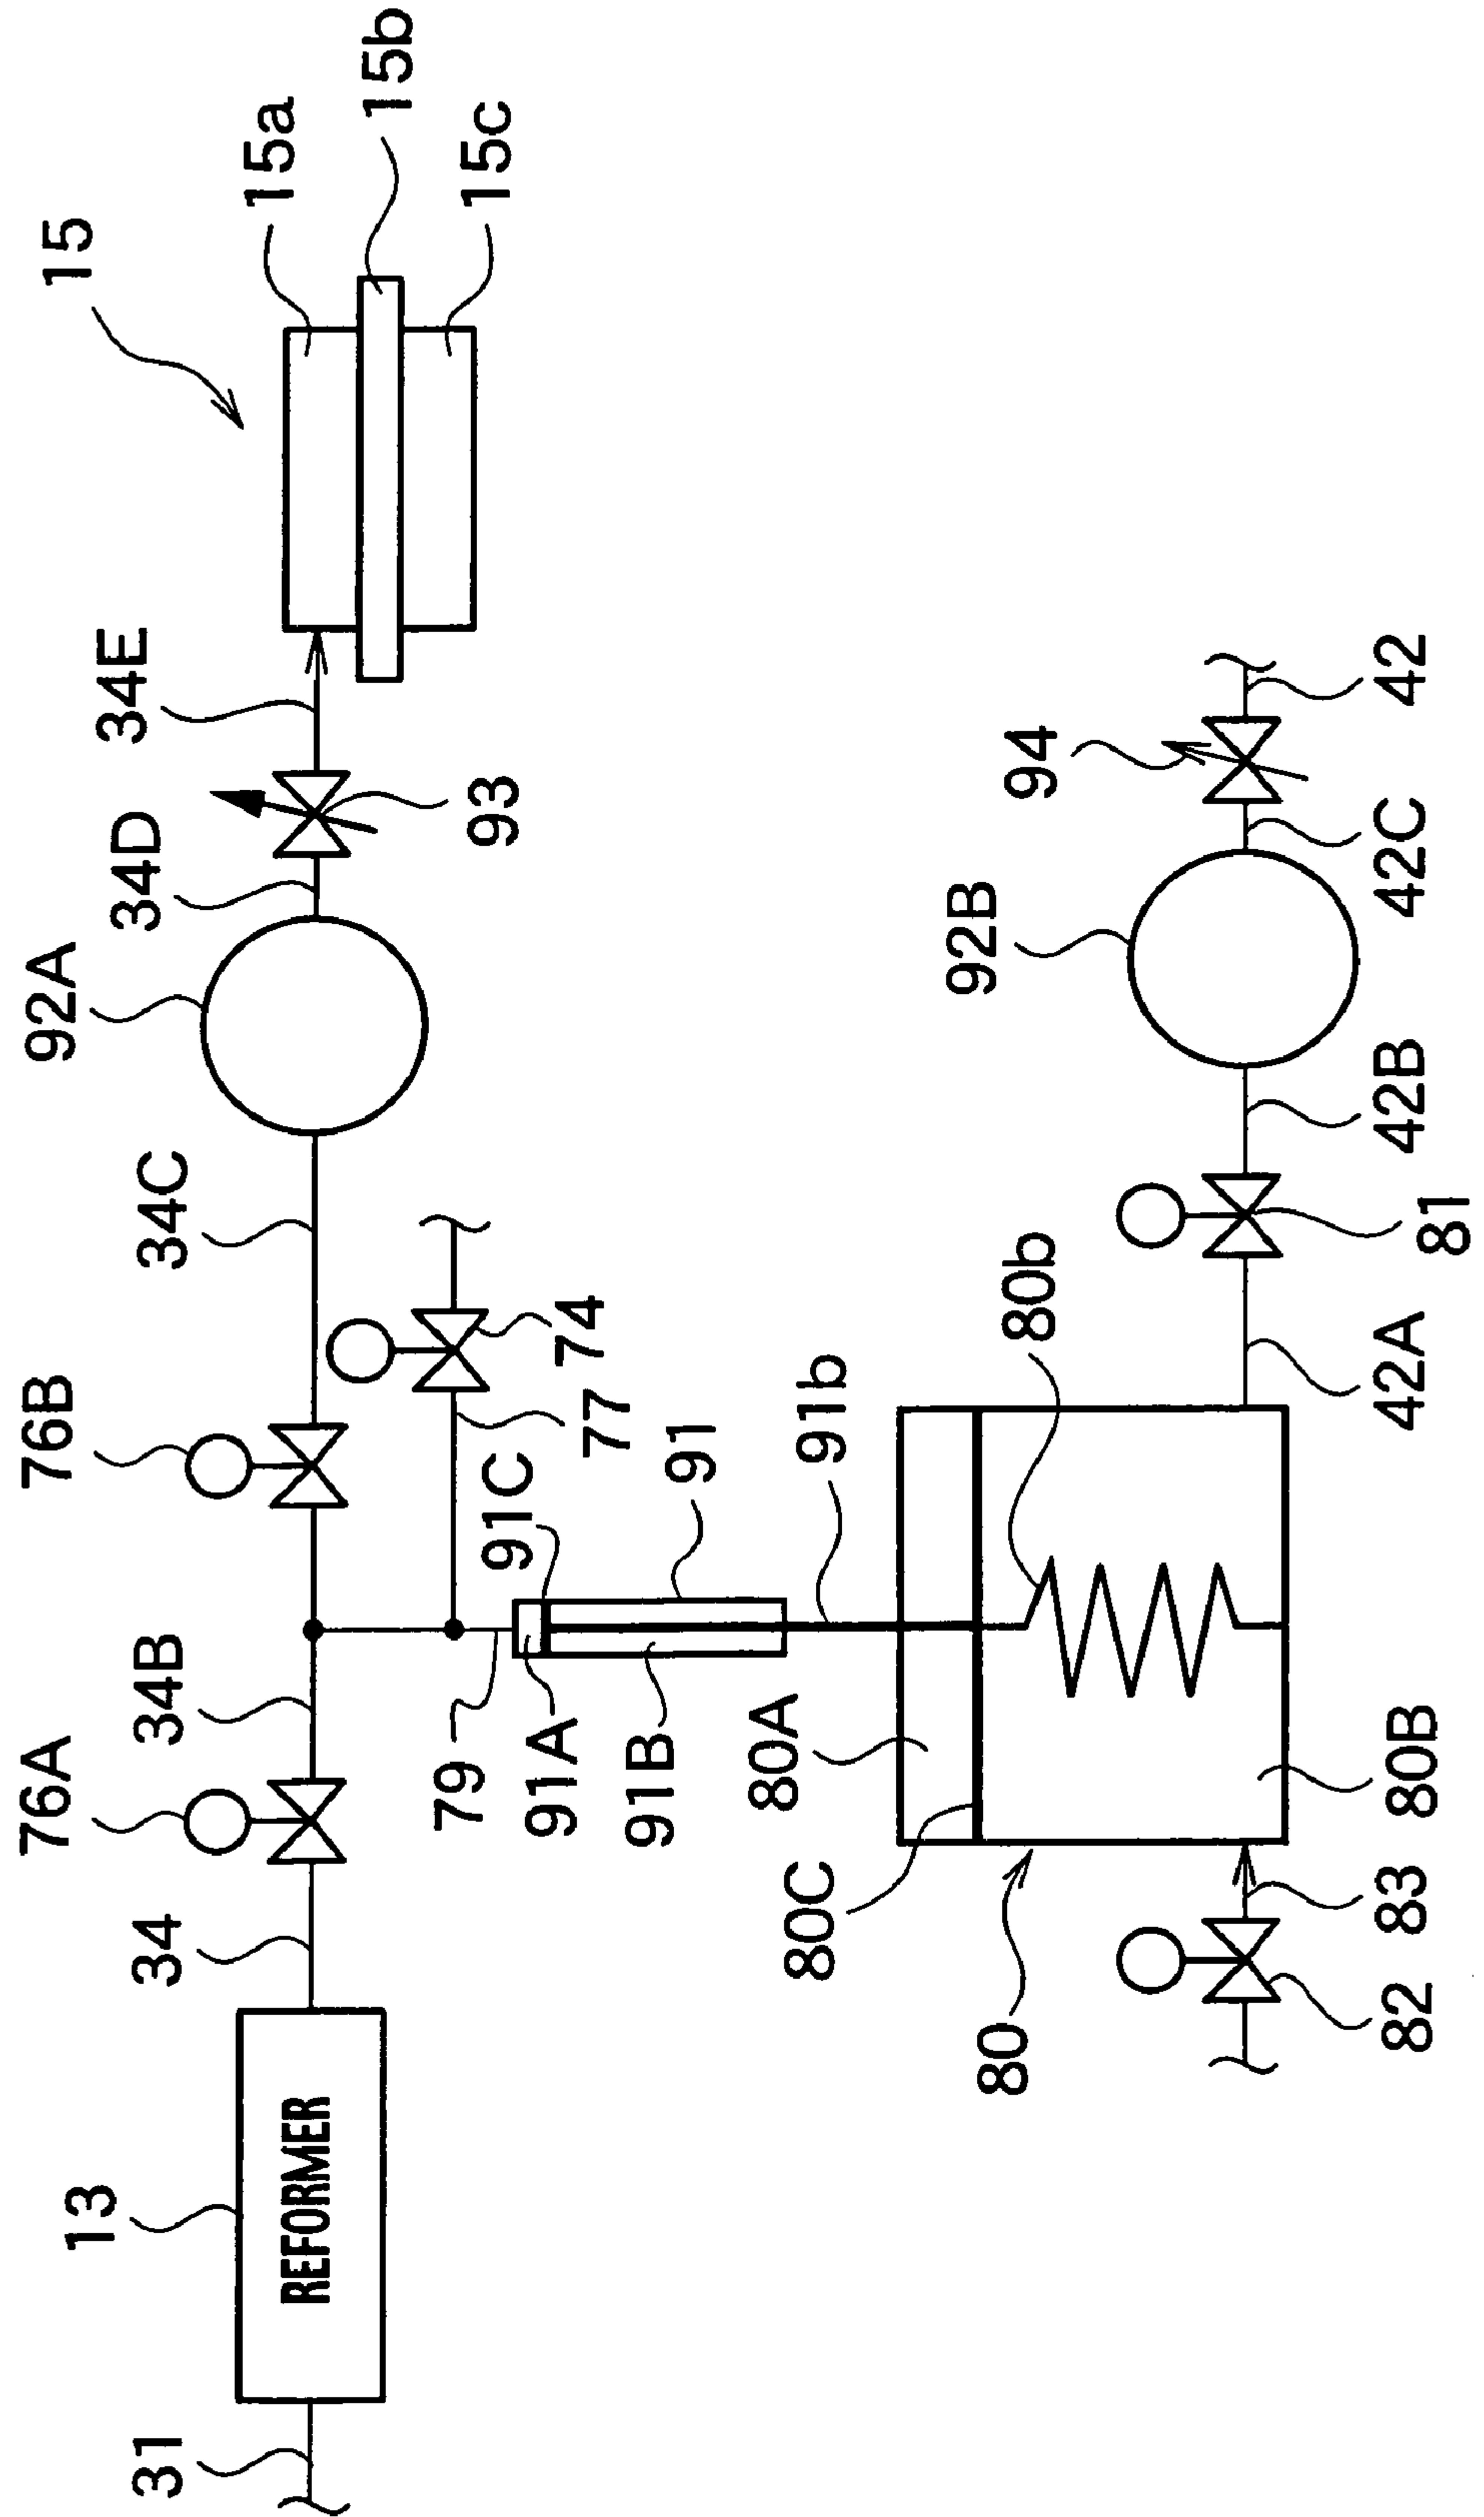 13
76A
76B
92A
15
31
34
34B
34C
34D
34E
15a
REFORMER
15b
15c
79
91C
93
91A
74
77
91B
91
80A
91b
80C
92B
80
80b
94
82
83
80B
42A
81
42B
42C
42